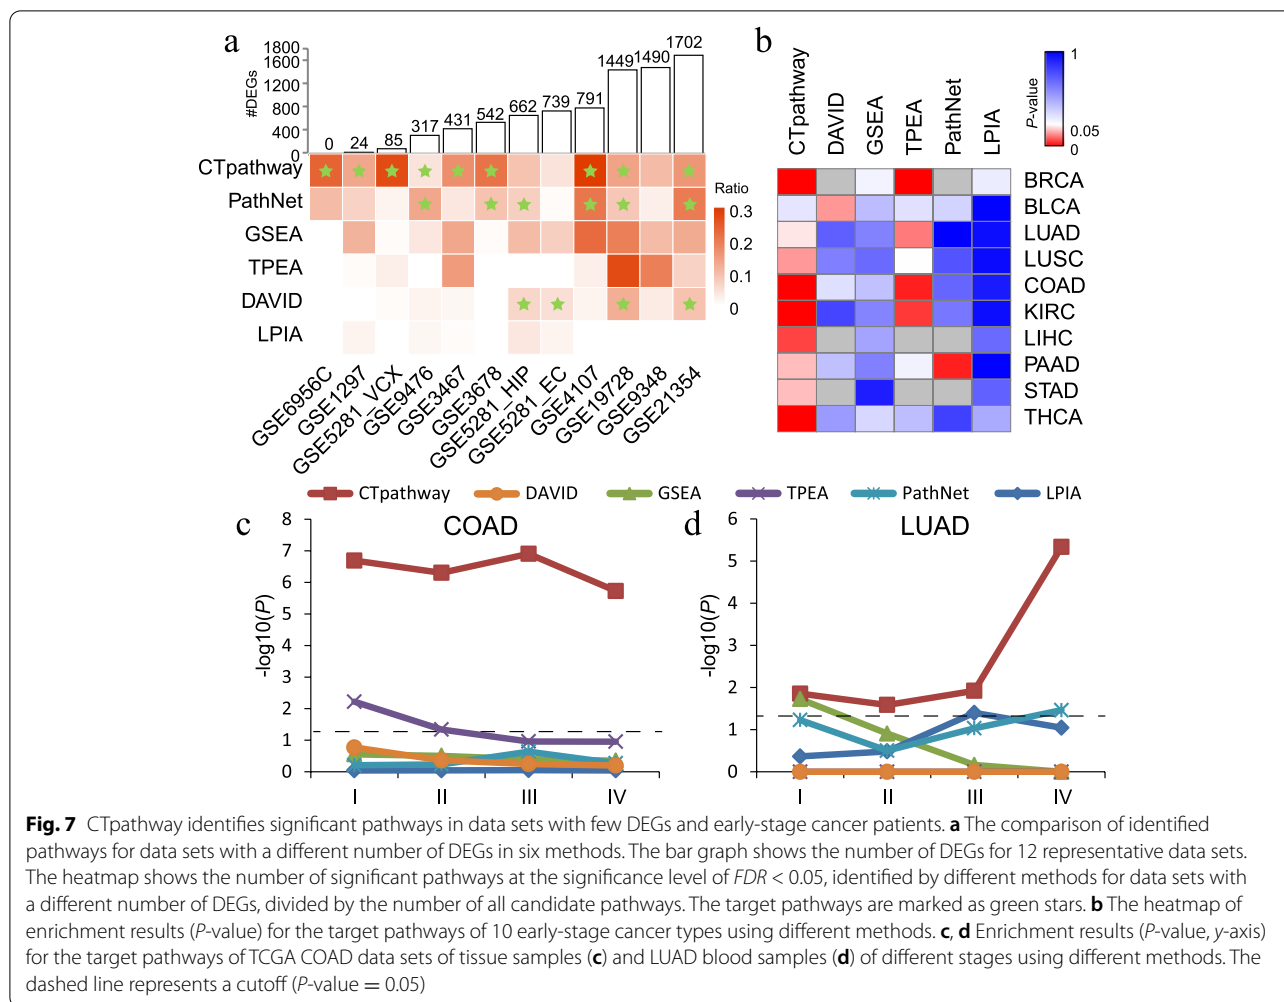 a
#DEGs
1800
1600
1200
800
400
0
0 24 85 317 431 542 662 739 791 1449 1490 1702
CTpathway
PathNet
GSEA
TPEA
DAVID
LPIA
Ratio
0.3
0.2
0.1
0
GSE6956C
GSE1297
GSE5281_VCX
GSE9476
GSE3467
GSE3678
GSE5281_HIP
GSE5281_EC
GSE4107
GSE19728
GSE9348
GSE21354
b
CTpathway
DAVID
GSEA
TPEA
PathNet
LPIA
P-value
1
0.05
0
BRCA
BLCA
LUAD
LUSC
COAD
KIRC
LIHC
PAAD
STAD
THCA
CTpathway DAVID GSEA TPEA PathNet LPIA
c
COAD
-log10(P)
8
7
6
5
4
3
2
1
0
I II III IV
d
LUAD
-log10(P)
6
5
4
3
2
1
0
I II III IV
Fig. 7 CTpathway identifies significant pathways in data sets with few DEGs and early-stage cancer patients. a The comparison of identified
pathways for data sets with a different number of DEGs in six methods. The bar graph shows the number of DEGs for 12 representative data sets.
The heatmap shows the number of significant pathways at the significance level of FDR < 0.05, identified by different methods for data sets with
a different number of DEGs, divided by the number of all candidate pathways. The target pathways are marked as green stars. b The heatmap of
enrichment results (P-value) for the target pathways of 10 early-stage cancer types using different methods. c, d Enrichment results (P-value, y-axis)
for the target pathways of TCGA COAD data sets of tissue samples (c) and LUAD blood samples (d) of different stages using different methods. The
dashed line represents a cutoff (P-value = 0.05)